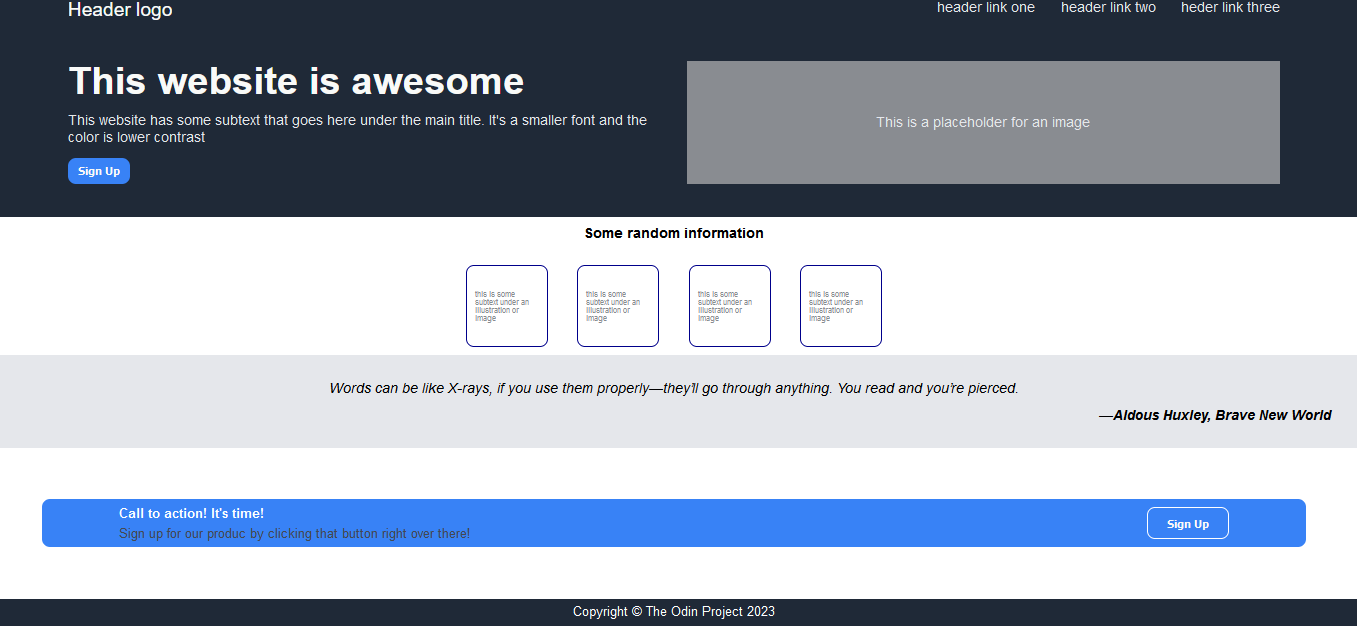 Header logo
header link one
header link two
heder link three
This website is awesome
This website has some subtext that goes here under the main title. It's a smaller font and the
color is lower contrast
Sign Up
This is a placeholder for an image
Some random information
this is some
subtext under an
illustration or
image
this is some
subtext under an
illustration or
image
this is some
subtext under an
illustration or
image
this is some
subtext under an
illustration or
image
Words can be like X-rays, if you use them properly—they'll go through anything. You read and you're pierced.
—Aldous Huxley, Brave New World
Call to action! It's time!
Sign up for our produc by clicking that button right over there!
Sign Up
Copyright © The Odin Project 2023